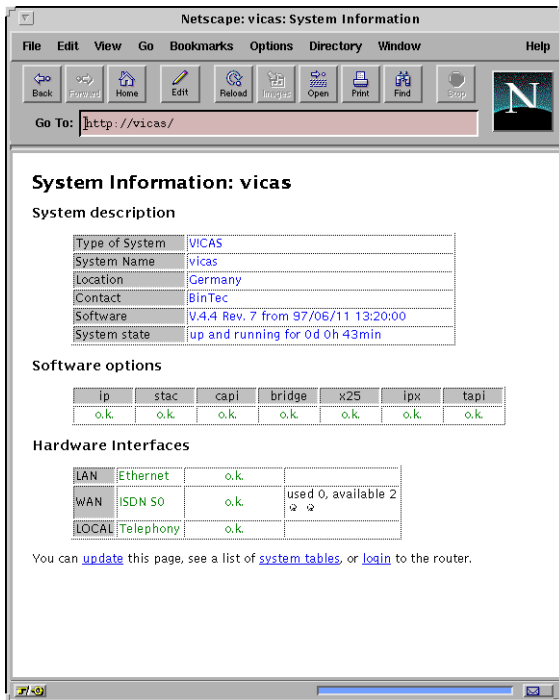 Netscape: vicas: System Information
File Edit View Go Bookmarks Options Directory Window Help
Back Forward Home Edit Reload Images Open Print Find Stop
N
Go To: http://vicas/
System Information: vicas
System description
Type of System V!CAS
System Name vicas
Location Germany
Contact BinTec
Software V.4.4 Rev. 7 from 97/06/11 13:20:00
System state up and running for 0d 0h 43min
Software options
ip stac capi bridge x25 ipx tapi
o.k. o.k. o.k. o.k. o.k. o.k. o.k.
Hardware Interfaces
LAN Ethernet o.k.
WAN ISDN S0 o.k. used 0, available 2
LOCAL Telephony o.k.
You can update this page, see a list of system tables, or login to the router.